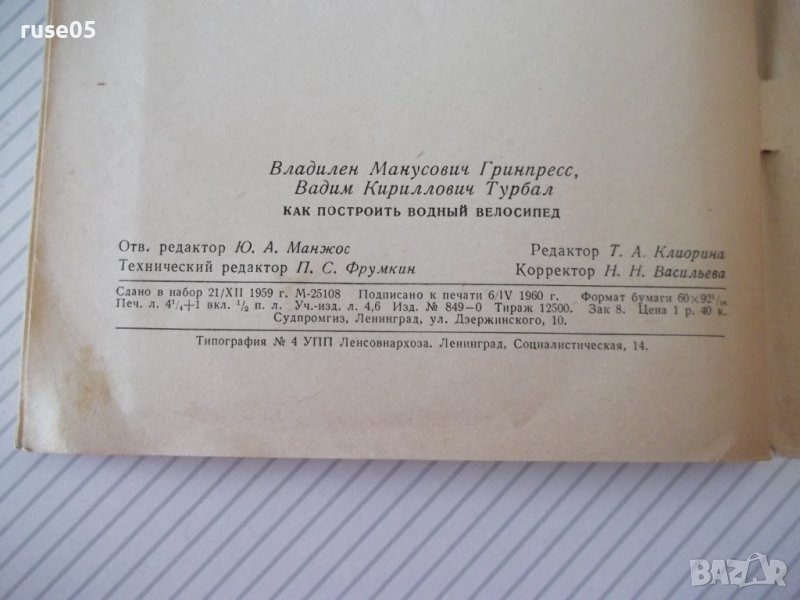 ruse05
Владилен Манусович Гринпресс,
Вадим Кириллович Турбал
КАК ПОСТРОИТЬ ВОДНЫЙ ВЕЛОСИПЕД
Отв. редактор Ю. А. Манжос Редактор Т. А. Клиорина
Технический редактор П. С. Фрумкин Корректор Н. Н. Васильева
Сдано в набор 21/XII 1959 г. М-25108 Подписано к печати 6/IV 1960 г. Формат бумаги 60×92¹/₁₆
Печ. л. 4¹/₄+1 вкл. ¹/₂ п. л. Уч.-изд. л. 4,6 Изд. № 849—0 Тираж 12500. Зак 8. Цена 1 р. 40 к.
Судпромгиз, Ленинград, ул. Дзержинского, 10.
Типография № 4 УПП Ленсовнархоза. Ленинград, Социалистическая, 14.
BAZAR